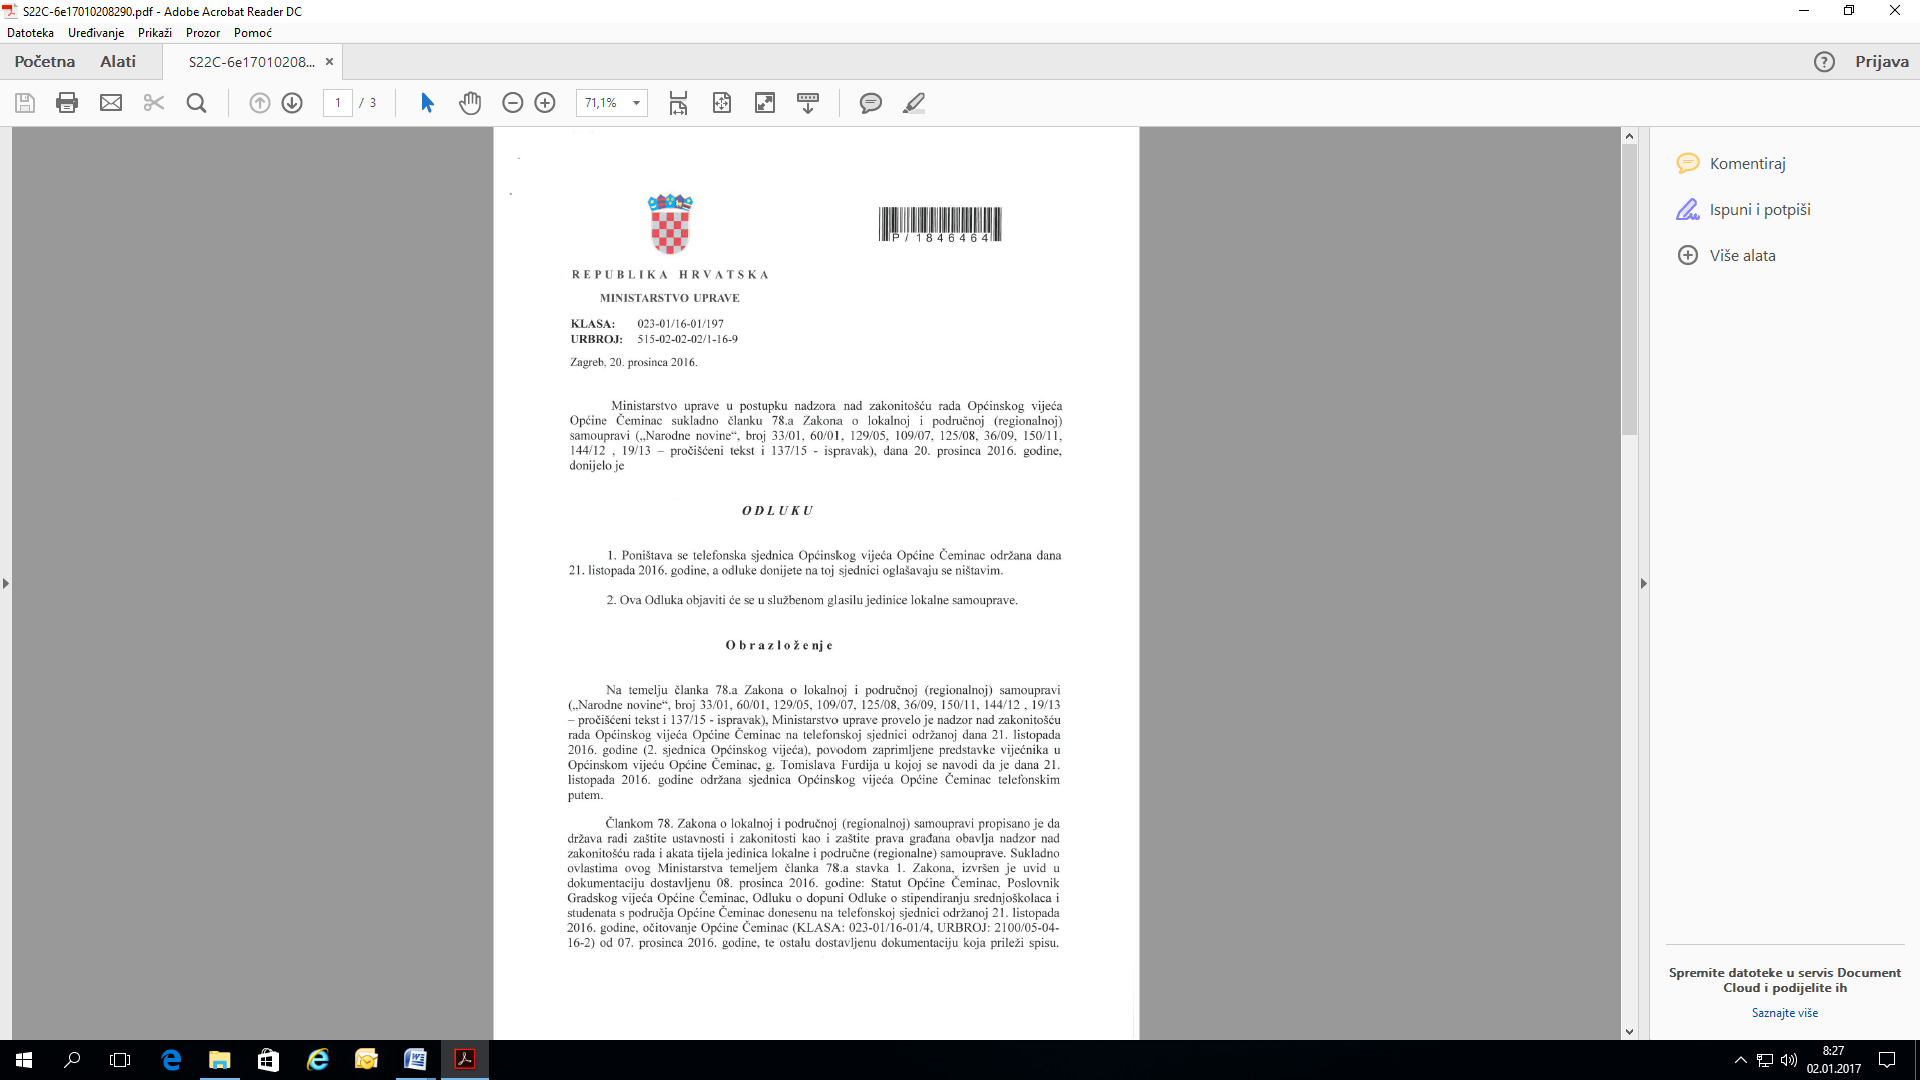 S22C-6e17010208290.pdf - Adobe Acrobat Reader DC
Datoteka Uređivanje Prikaži Prozor Pomoć
Početna Alati S22C-6e17010208... × Prijava
1 / 3 71,1%
P/1846464
REPUBLIKA HRVATSKA
MINISTARSTVO UPRAVE
KLASA: 023-01/16-01/197
URBROJ: 515-02-02-02/1-16-9
Zagreb, 20. prosinca 2016.
Ministarstvo uprave u postupku nadzora nad zakonitošću rada Općinskog vijeća
Općine Čeminac sukladno članku 78.a Zakona o lokalnoj i područnoj (regionalnoj)
samoupravi („Narodne novine“, broj 33/01, 60/01, 129/05, 109/07, 125/08, 36/09, 150/11,
144/12 , 19/13 – pročišćeni tekst i 137/15 - ispravak), dana 20. prosinca 2016. godine,
donijelo je
ODLUKU
1. Poništava se telefonska sjednica Općinskog vijeća Općine Čeminac održana dana
21. listopada 2016. godine, a odluke donijete na toj sjednici oglašavaju se ništavim.
2. Ova Odluka objaviti će se u službenom glasilu jedinice lokalne samouprave.
Obrazloženje
Na temelju članka 78.a Zakona o lokalnoj i područnoj (regionalnoj) samoupravi
(„Narodne novine“, broj 33/01, 60/01, 129/05, 109/07, 125/08, 36/09, 150/11, 144/12 , 19/13
– pročišćeni tekst i 137/15 - ispravak), Ministarstvo uprave provelo je nadzor nad zakonitošću
rada Općinskog vijeća Općine Čeminac na telefonskoj sjednici održanoj dana 21. listopada
2016. godine (2. sjednica Općinskog vijeća), povodom zaprimljene predstavke vijećnika u
Općinskom vijeću Općine Čeminac, g. Tomislava Furdija u kojoj se navodi da je dana 21.
listopada 2016. godine održana sjednica Općinskog vijeća Općine Čeminac telefonskim
putem.
Člankom 78. Zakona o lokalnoj i područnoj (regionalnoj) samoupravi propisano je da
država radi zaštite ustavnosti i zakonitosti kao i zaštite prava građana obavlja nadzor nad
zakonitošću rada i akata tijela jedinica lokalne i područne (regionalne) samouprave. Sukladno
ovlastima ovog Ministarstva temeljem članka 78.a stavka 1. Zakona, izvršen je uvid u
dokumentaciju dostavljenu 08. prosinca 2016. godine: Statut Općine Čeminac, Poslovnik
Gradskog vijeća Općine Čeminac, Odluku o dopuni Odluke o stipendiranju srednjoškolaca i
studenata s područja Općine Čeminac donesenu na telefonskoj sjednici održanoj 21. listopada
2016. godine, očitovanje Općine Čeminac (KLASA: 023-01/16-01/4, URBROJ: 2100/05-04-
16-2) od 07. prosinca 2016. godine, te ostalu dostavljenu dokumentaciju koja prileži spisu.
Komentiraj
Ispuni i potpiši
Više alata
Spremite datoteke u servis Document
Cloud i podijelite ih
Saznajte više
8:27
02.01.2017